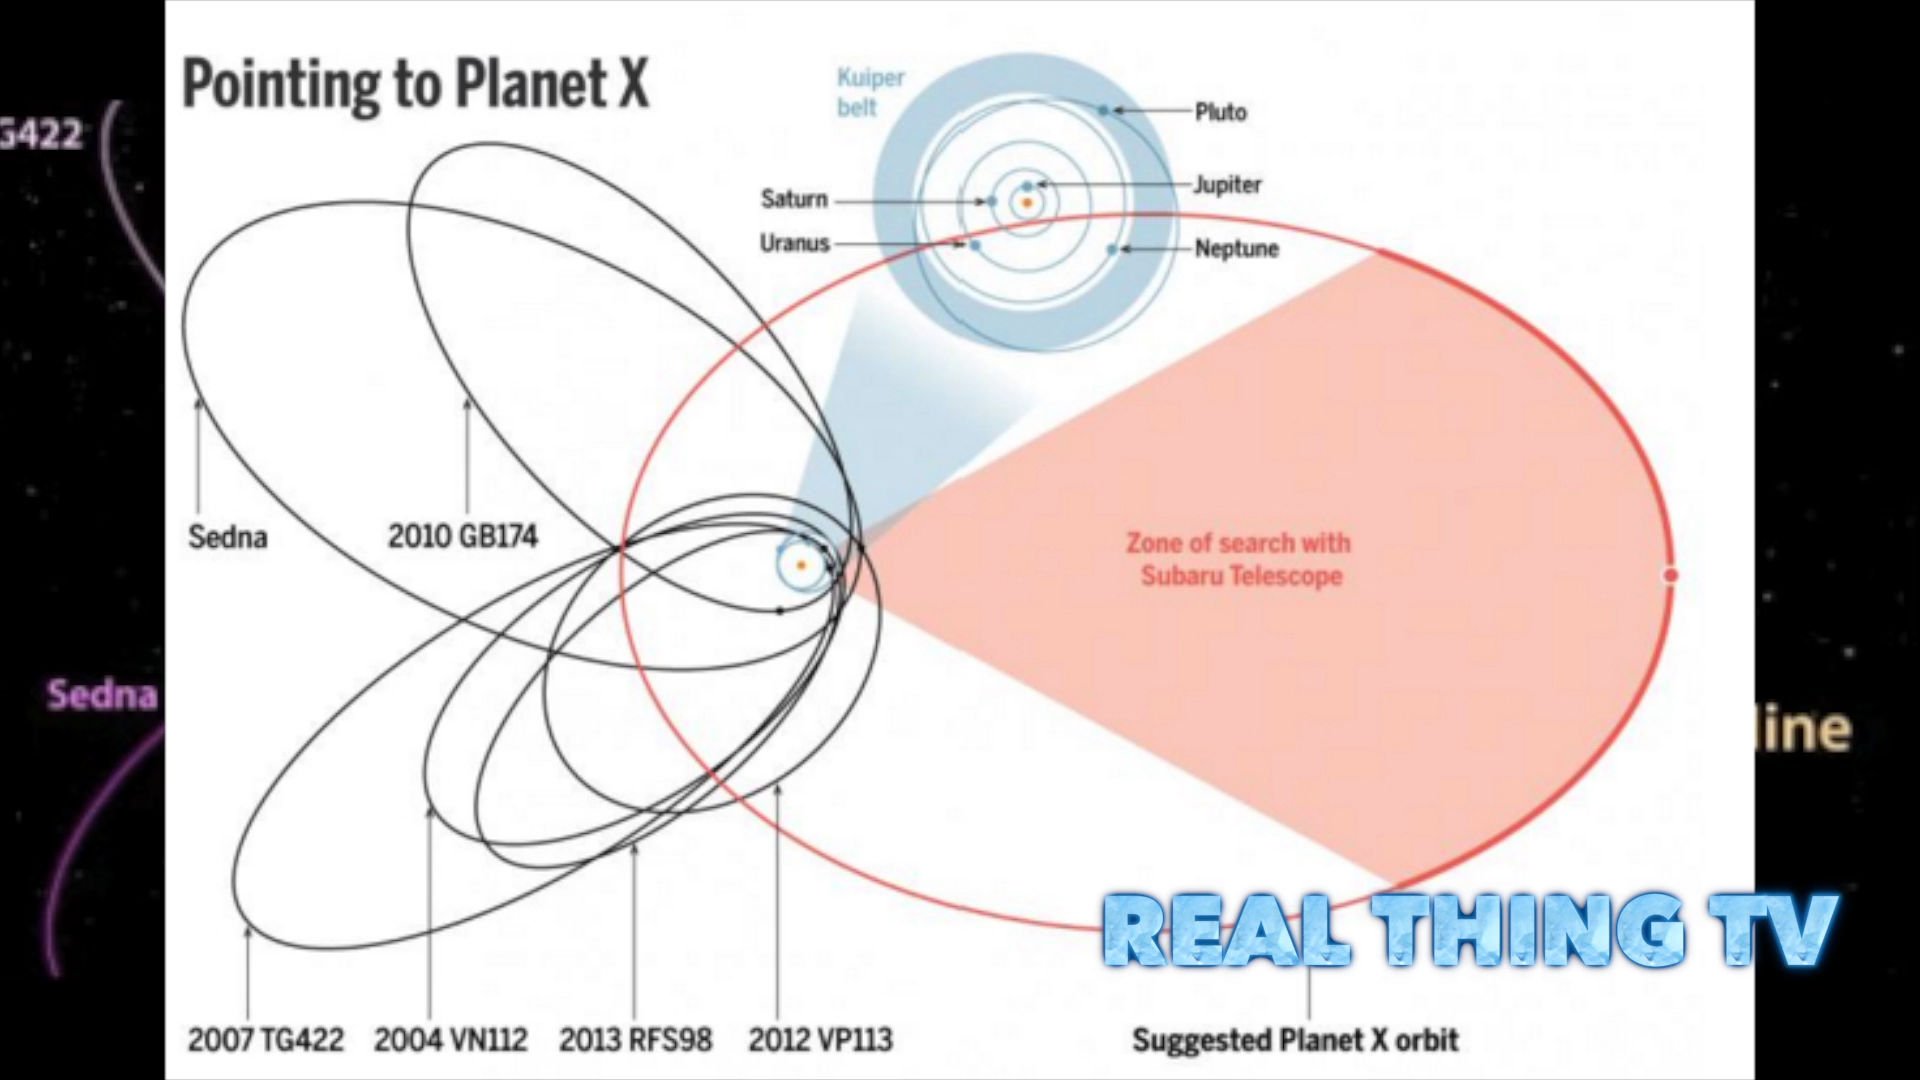 Pointing to Planet X
Kuiper
belt
Pluto
Jupiter
Saturn
Uranus
Neptune
G422
Sedna
2010 GB174
Zone of search with
Subaru Telescope
Sedna
line
REAL THING TV
2007 TG422
2004 VN112
2013 RFS98
2012 VP113
Suggested Planet X orbit